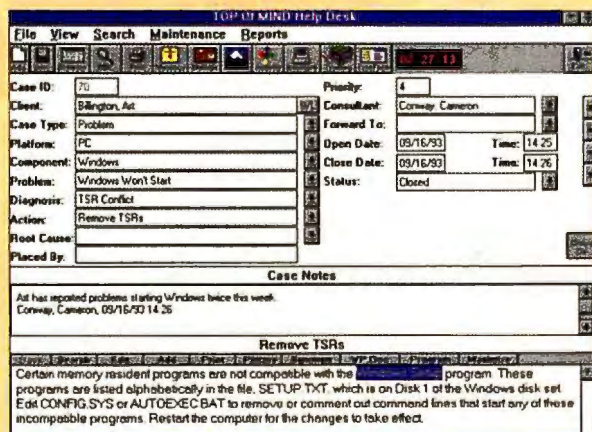 TOP Of MIND Help Desk
File View Search Maintenance Reports
Case ID: 70 Priority: 4
Client: Billington, Art Consultant: Conway, Cameron
Case Type: Problem Forward To:
Platform: PC Open Date: 09/16/93 Time: 14:25
Component: Windows Close Date: 09/16/93 Time: 14:26
Problem: Windows Won't Start Status: Closed
Diagnosis: TSR Conflict
Action: Remove TSRs
Root Cause:
Placed By:
Case Notes
Art has reported problems starting Windows twice this week.
Conway, Cameron, 09/16/93 14:26
Remove TSRs
Search Edit Add Print
Certain memory resident programs are not compatible with the program. These
programs are listed alphabetically in the file, SETUP.TXT, which is on Disk 1 of the Windows disk set.
Edit CONFIG.SYS or AUTOEXEC.BAT to remove or comment out command lines that start any of these
incompatible programs. Restart the computer for the changes to take effect.